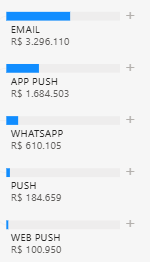 EMAIL
R$ 3.296.110
APP PUSH
R$ 1.684.503
WHATSAPP
R$ 610.105
PUSH
R$ 184.659
WEB PUSH
R$ 100.950